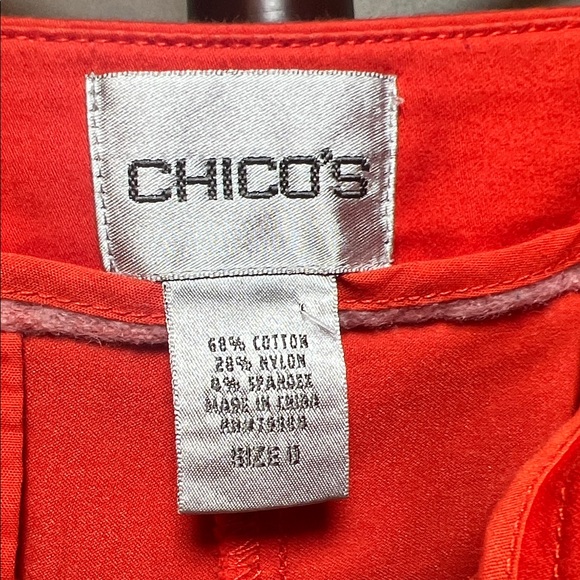 CHICO'S
68% COTTON
28% NYLON
4% SPANDEX
MADE IN CHINA
SIZE 0